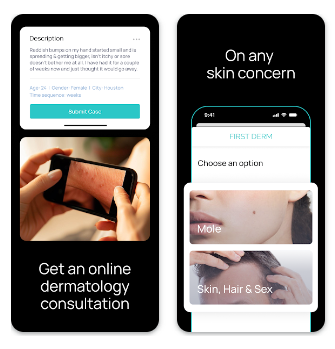 Description
Reddish bumps on my hand started small and is
spreading & getting bigger, isn't itchy or sore
doesn't bother me at all. I have had it for a couple
of weeks now and just thought it would go away.
Age: 24 | Gender: Female | City: Houston
Time sequence: weeks
Submit Case
Get an online
dermatology
consultation
On any
skin concern
9:41
FIRST DERM
Choose an option
Mole
Skin, Hair & Sex